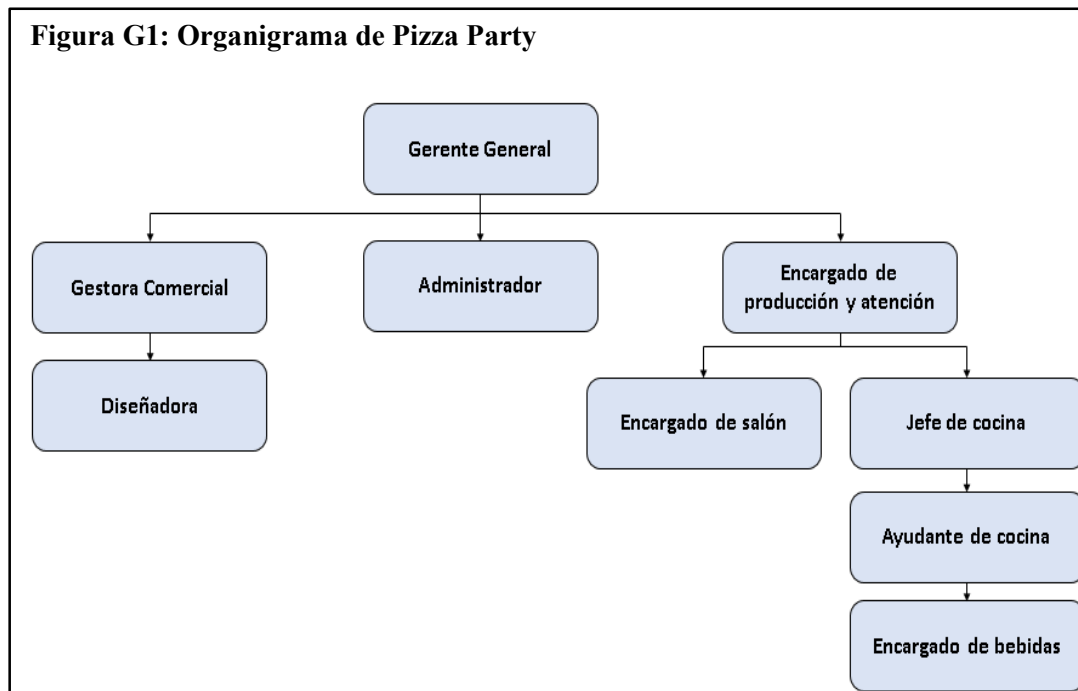 Figura G1: Organigrama de Pizza Party
Gerente General
Gestora Comercial
Administrador
Encargado de
producción y atención
Diseñadora
Encargado de salón
Jefe de cocina
Ayudante de cocina
Encargado de bebidas